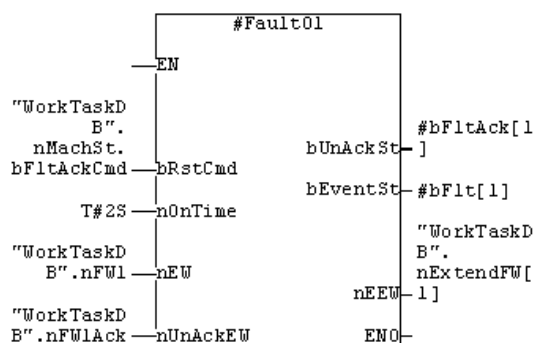 #Fault01
EN
"WorkTaskD
B".
nMachSt.
bFltAckCmd
bRstCmd
T#2S
nOnTime
"WorkTaskD
B".nFW1
nEW
"WorkTaskD
B".nFW1Ack
nUnAckEW
bUnAckSt
#bFltAck[1
]
bEventSt
#bFlt[1]
"WorkTaskD
B".
nExtendFW[
nEEW
1]
ENO